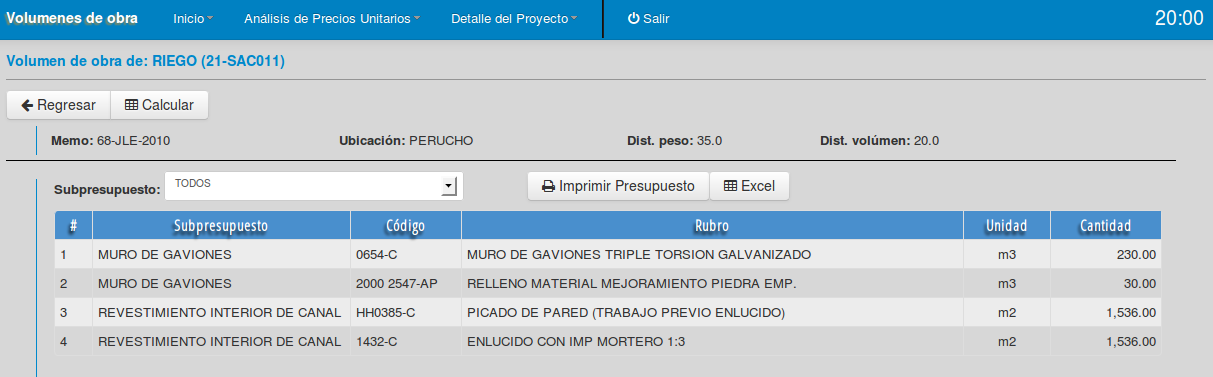 Volumenes de obra Inicio Análisis de Precios Unitarios Detalle del Proyecto Salir 20:00
Volumen de obra de: RIEGO (21-SAC011)
Regresar Calcular
Memo: 68-JLE-2010 Ubicación: PERUCHO Dist. peso: 35.0 Dist. volúmen: 20.0
Subpresupuesto: TODOS Imprimir Presupuesto Excel
# Subpresupuesto Código Rubro Unidad Cantidad
1 MURO DE GAVIONES 0654-C MURO DE GAVIONES TRIPLE TORSION GALVANIZADO m3 230.00
2 MURO DE GAVIONES 2000 2547-AP RELLENO MATERIAL MEJORAMIENTO PIEDRA EMP. m3 30.00
3 REVESTIMIENTO INTERIOR DE CANAL HH0385-C PICADO DE PARED (TRABAJO PREVIO ENLUCIDO) m2 1,536.00
4 REVESTIMIENTO INTERIOR DE CANAL 1432-C ENLUCIDO CON IMP MORTERO 1:3 m2 1,536.00